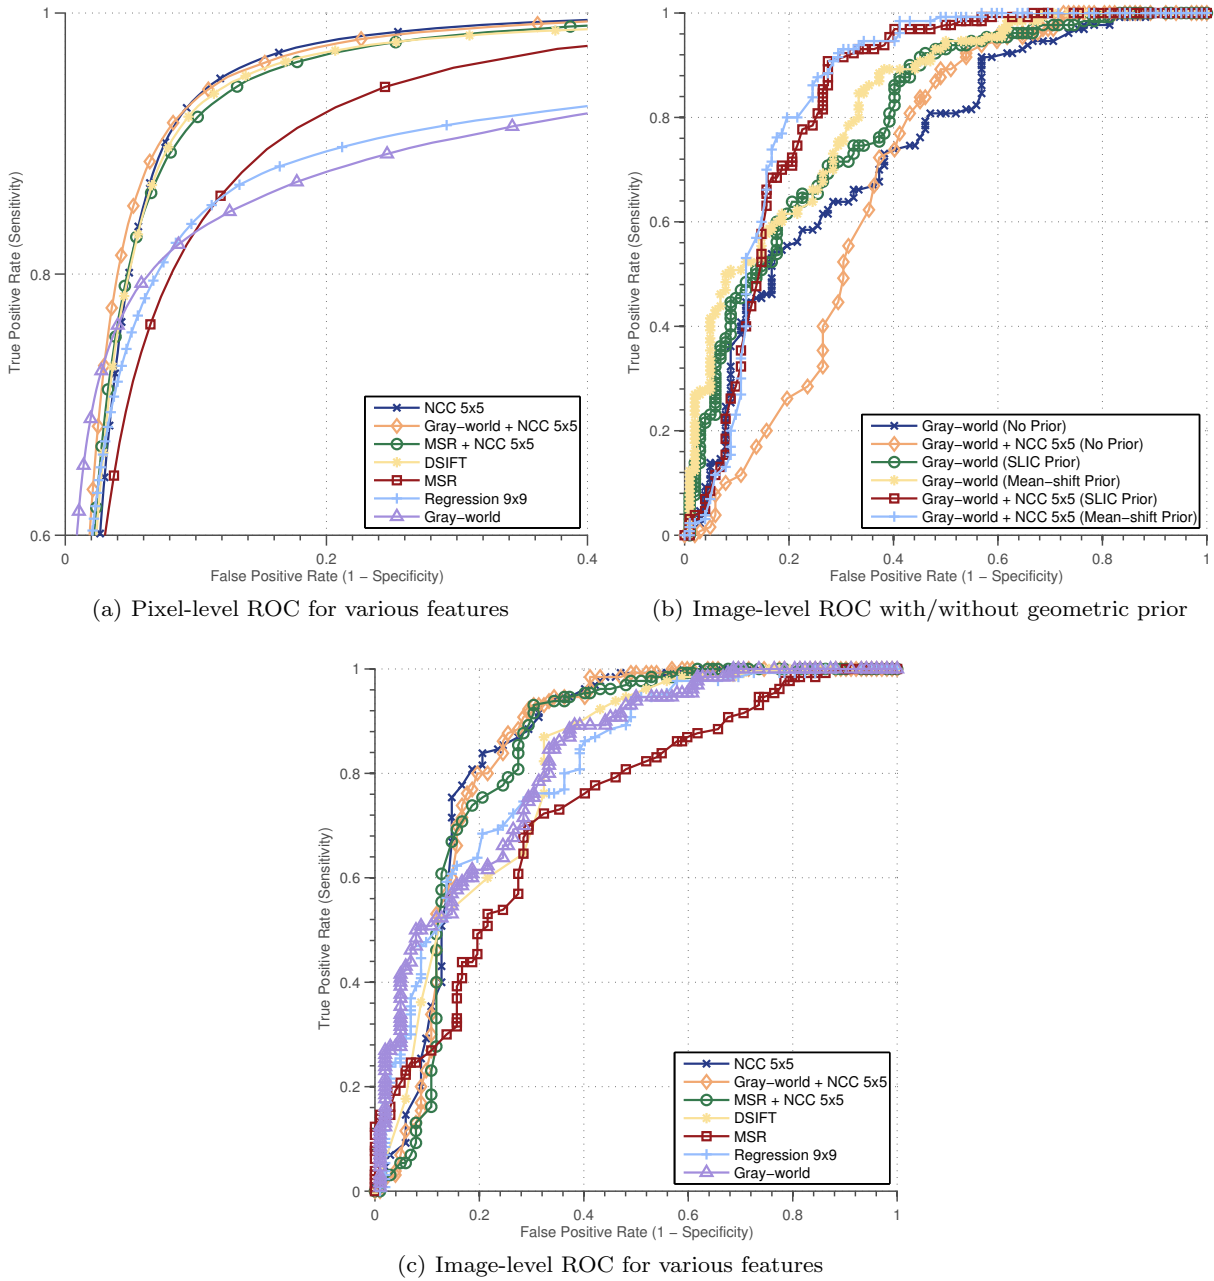 1
0.8
0.6
0
0.2
0.4
True Positive Rate (Sensitivity)
False Positive Rate (1 − Specificity)
NCC 5x5
Gray−world + NCC 5x5
MSR + NCC 5x5
DSIFT
MSR
Regression 9x9
Gray−world
(a) Pixel-level ROC for various features
1
0.8
0.6
0.4
0.2
0
0
0.2
0.4
0.6
0.8
1
True Positive Rate (Sensitivity)
False Positive Rate (1 − Specificity)
Gray−world (No Prior)
Gray−world + NCC 5x5 (No Prior)
Gray−world (SLIC Prior)
Gray−world (Mean−shift Prior)
Gray−world + NCC 5x5 (SLIC Prior)
Gray−world + NCC 5x5 (Mean−shift Prior)
(b) Image-level ROC with/without geometric prior
1
0.8
0.6
0.4
0.2
0
0
0.2
0.4
0.6
0.8
1
True Positive Rate (Sensitivity)
False Positive Rate (1 − Specificity)
NCC 5x5
Gray−world + NCC 5x5
MSR + NCC 5x5
DSIFT
MSR
Regression 9x9
Gray−world
(c) Image-level ROC for various features